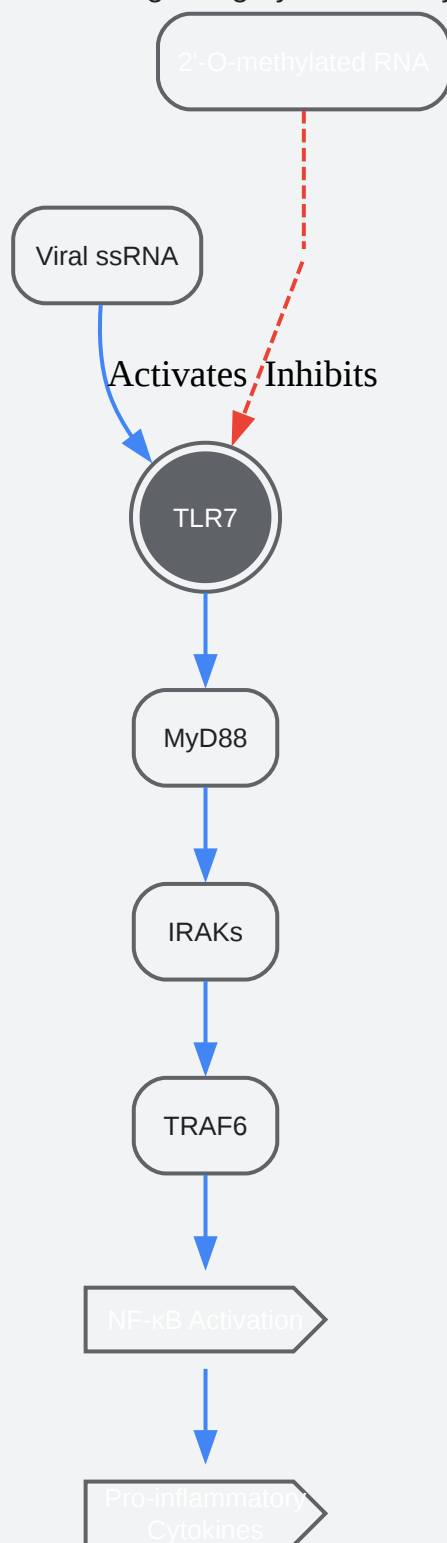 2'-O-methylated RNA
Viral ssRNA
Activates
Inhibits
TLR7
MyD88
IRAKs
TRAF6
NF-κB Activation
Pro-inflammatory
Cytokines